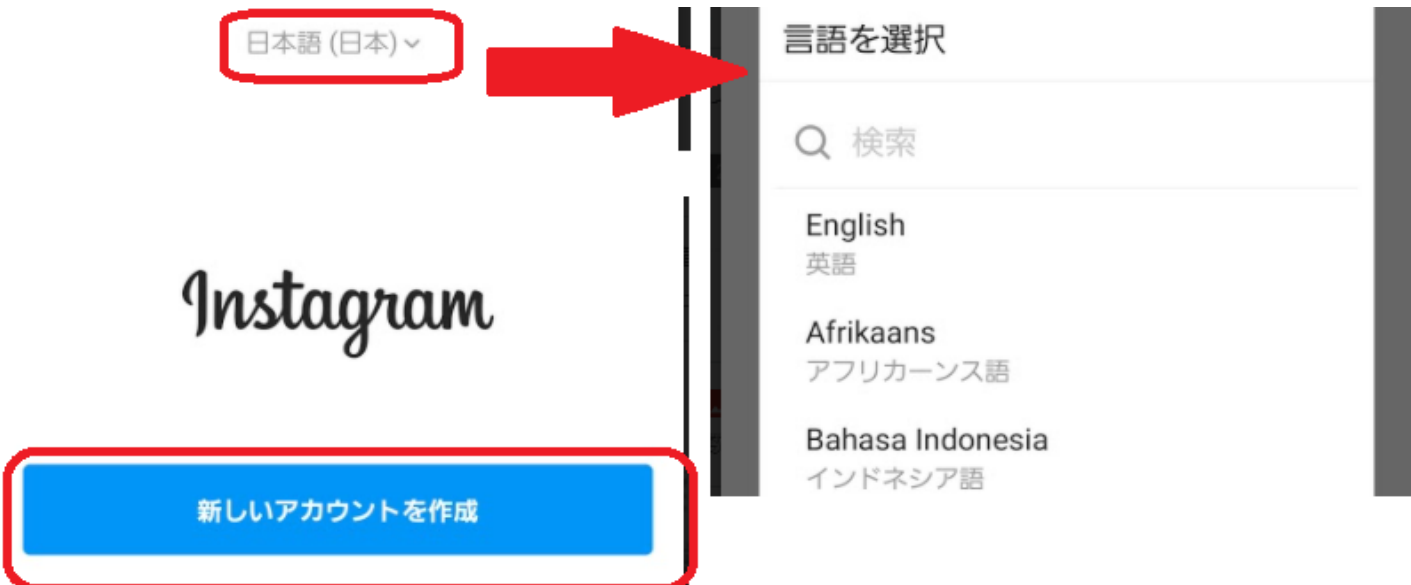 日本語 (日本)
Instagram
新しいアカウントを作成
言語を選択
検索
English
英語
Afrikaans
アフリカーンス語
Bahasa Indonesia
インドネシア語